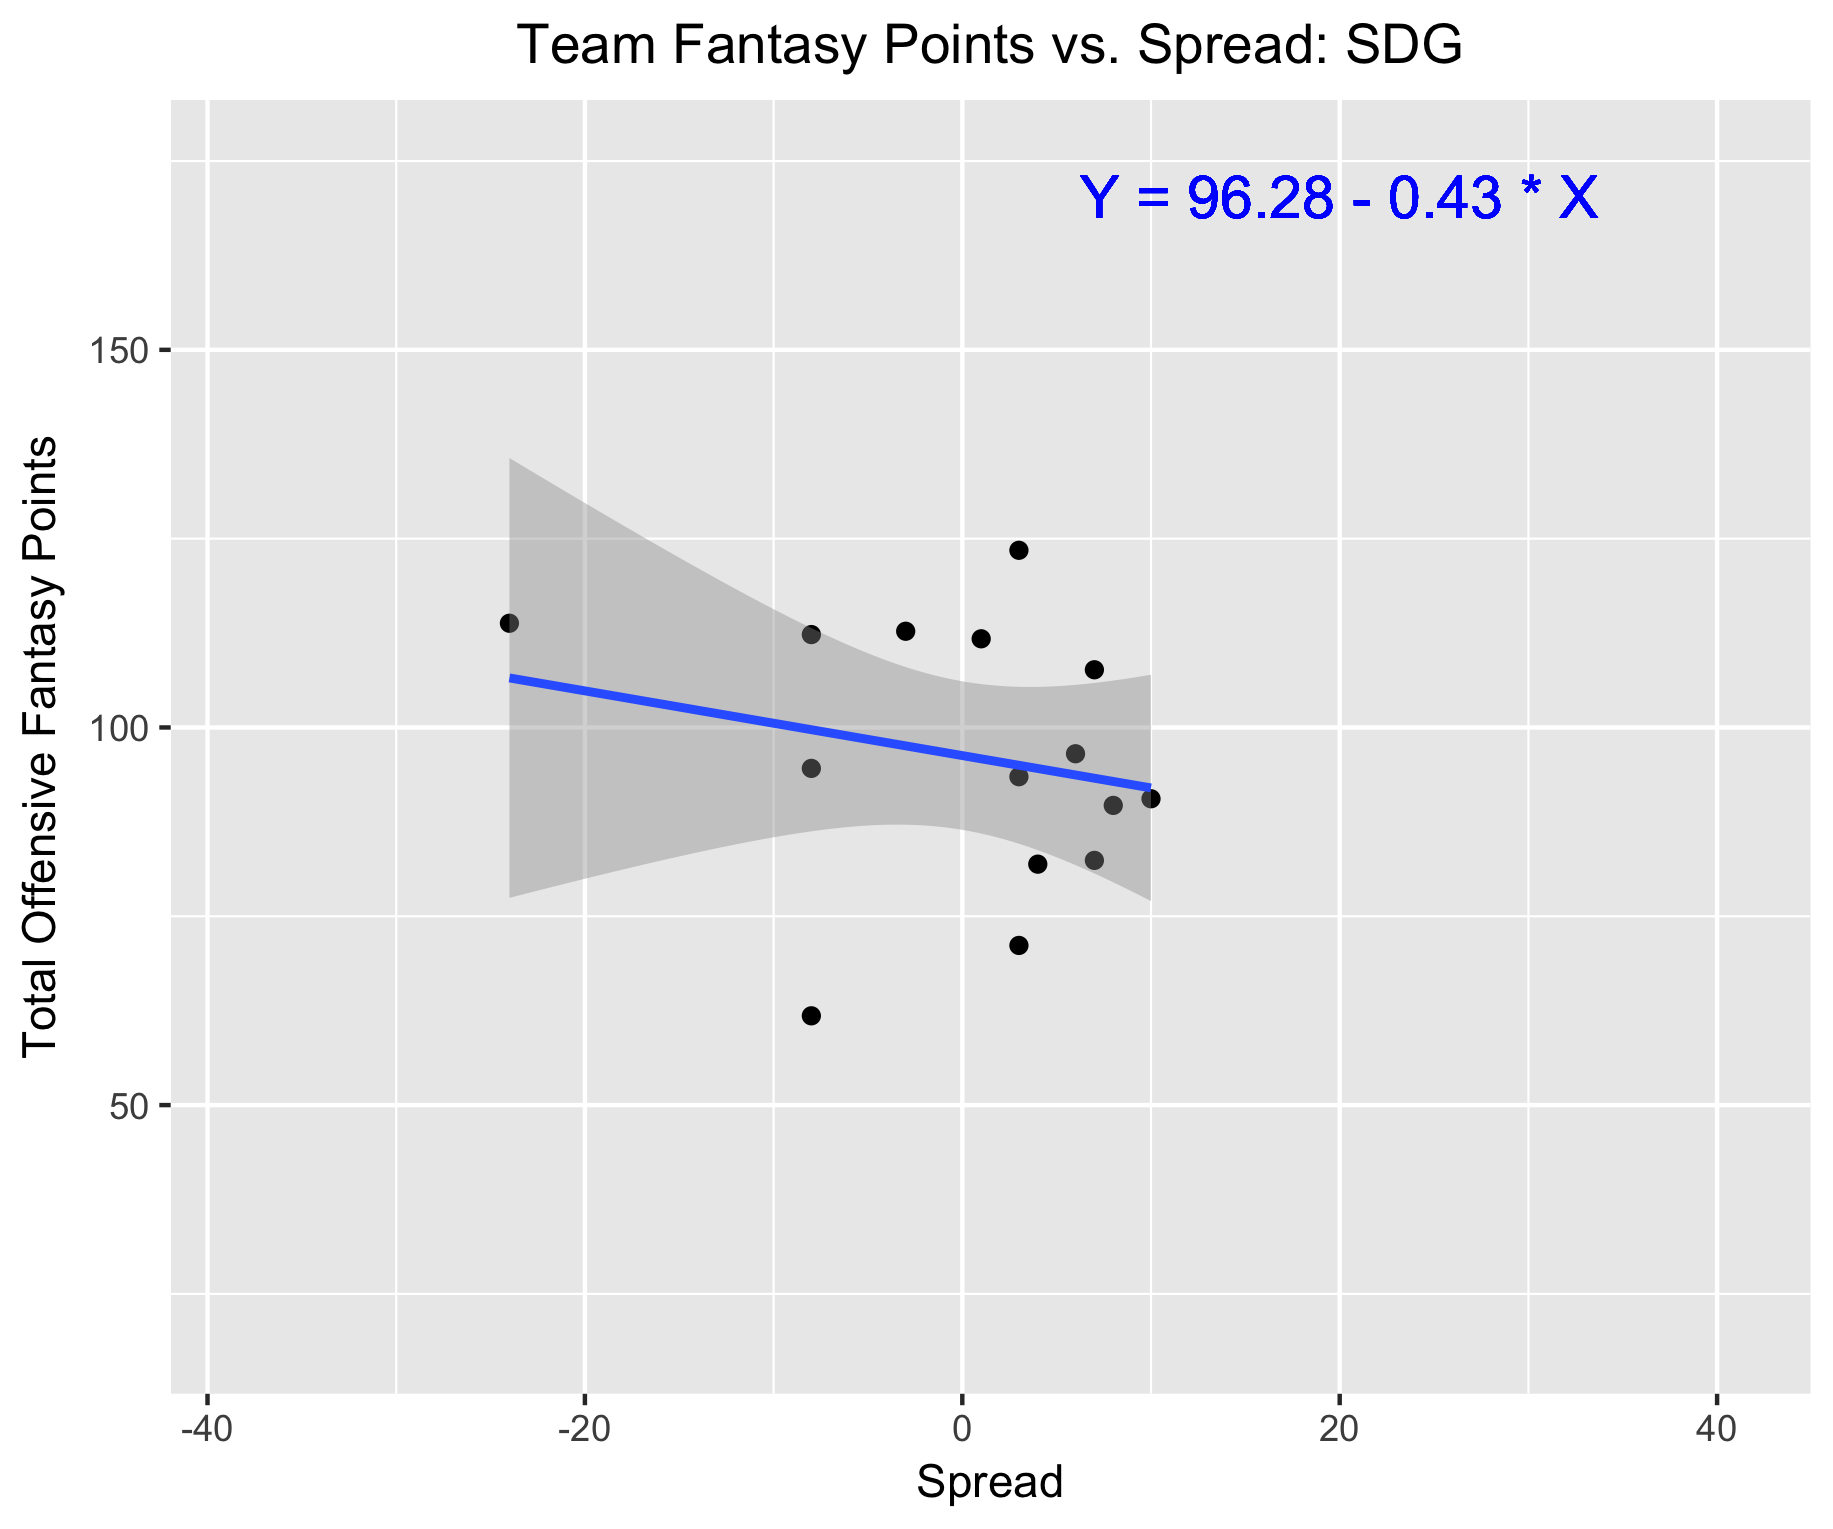 Team Fantasy Points vs. Spread: SDG
Y = 96.28 - 0.43 * X
Total Offensive Fantasy Points
150
100
50
-40 -20 0 20 40
Spread